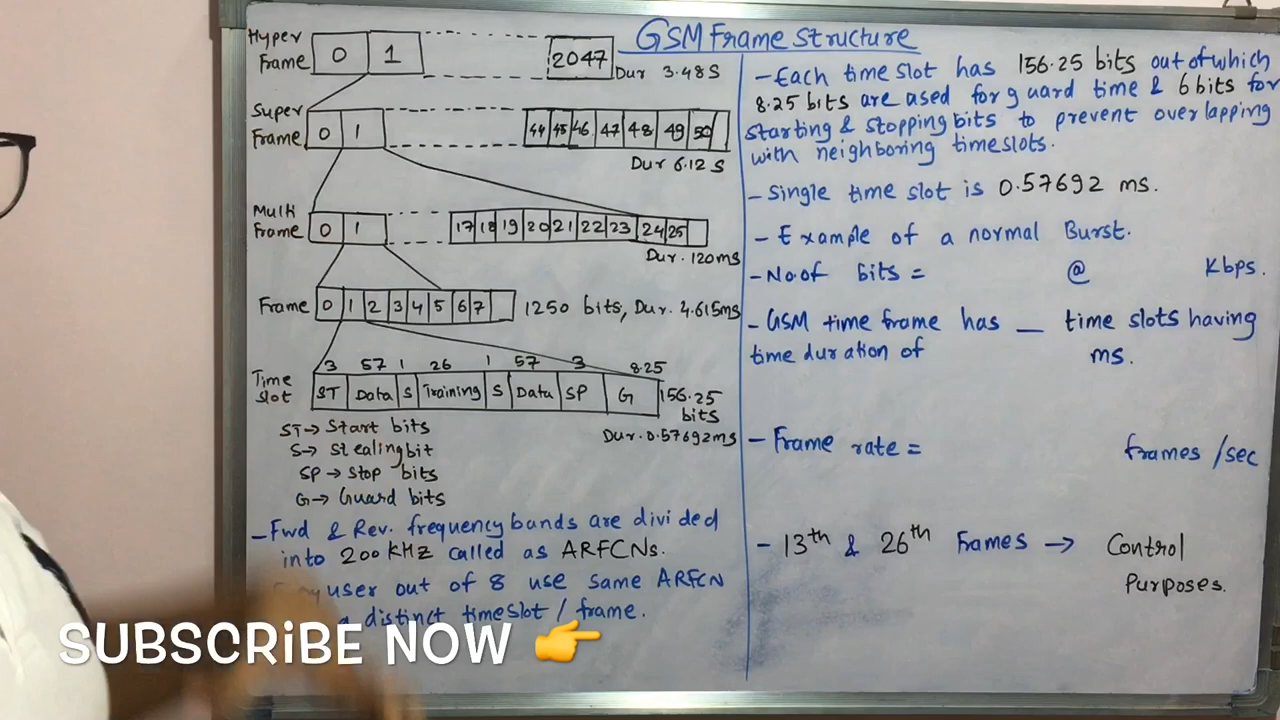 GSM Frame Structure
Hyper Frame 0 1 2047 Dur 3.48S
Super Frame 0 1 44 45 46 47 48 49 50
Dur 6.12 S
Multi Frame 0 1 17 18 19 20 21 22 23 24 25
Dur. 120ms
Frame 0 1 2 3 4 5 6 7 1250 bits, Dur. 4.615ms
3 57 1 26 1 57 3 8.25
Time Slot ST Data S Training S Data SP G 156.25 bits
Dur. 0.57692ms
ST→ Start bits
S→ Stealing bit
SP→ Stop bits
G→ Guard bits
- Fwd & Rev. frequency bands are divided
into 200 KHZ called as ARFCNs.
user out of 8 use same ARFCN
a distinct timeslot / frame.
- Each time slot has 156.25 bits out of which
8.25 bits are ased for guard time & 6 bits for
starting & stopping bits to prevent overlapping
with neighboring timeslots.
- Single time slot is 0.57692 ms.
- Example of a normal Burst.
- No.of bits = @ Kbps.
- GSM time frame has _ time slots having
time duration of ms.
- Frame rate = frames /sec
- 13th & 26th Frames → Control
Purposes.
SUBSCRiBE NOW 👉